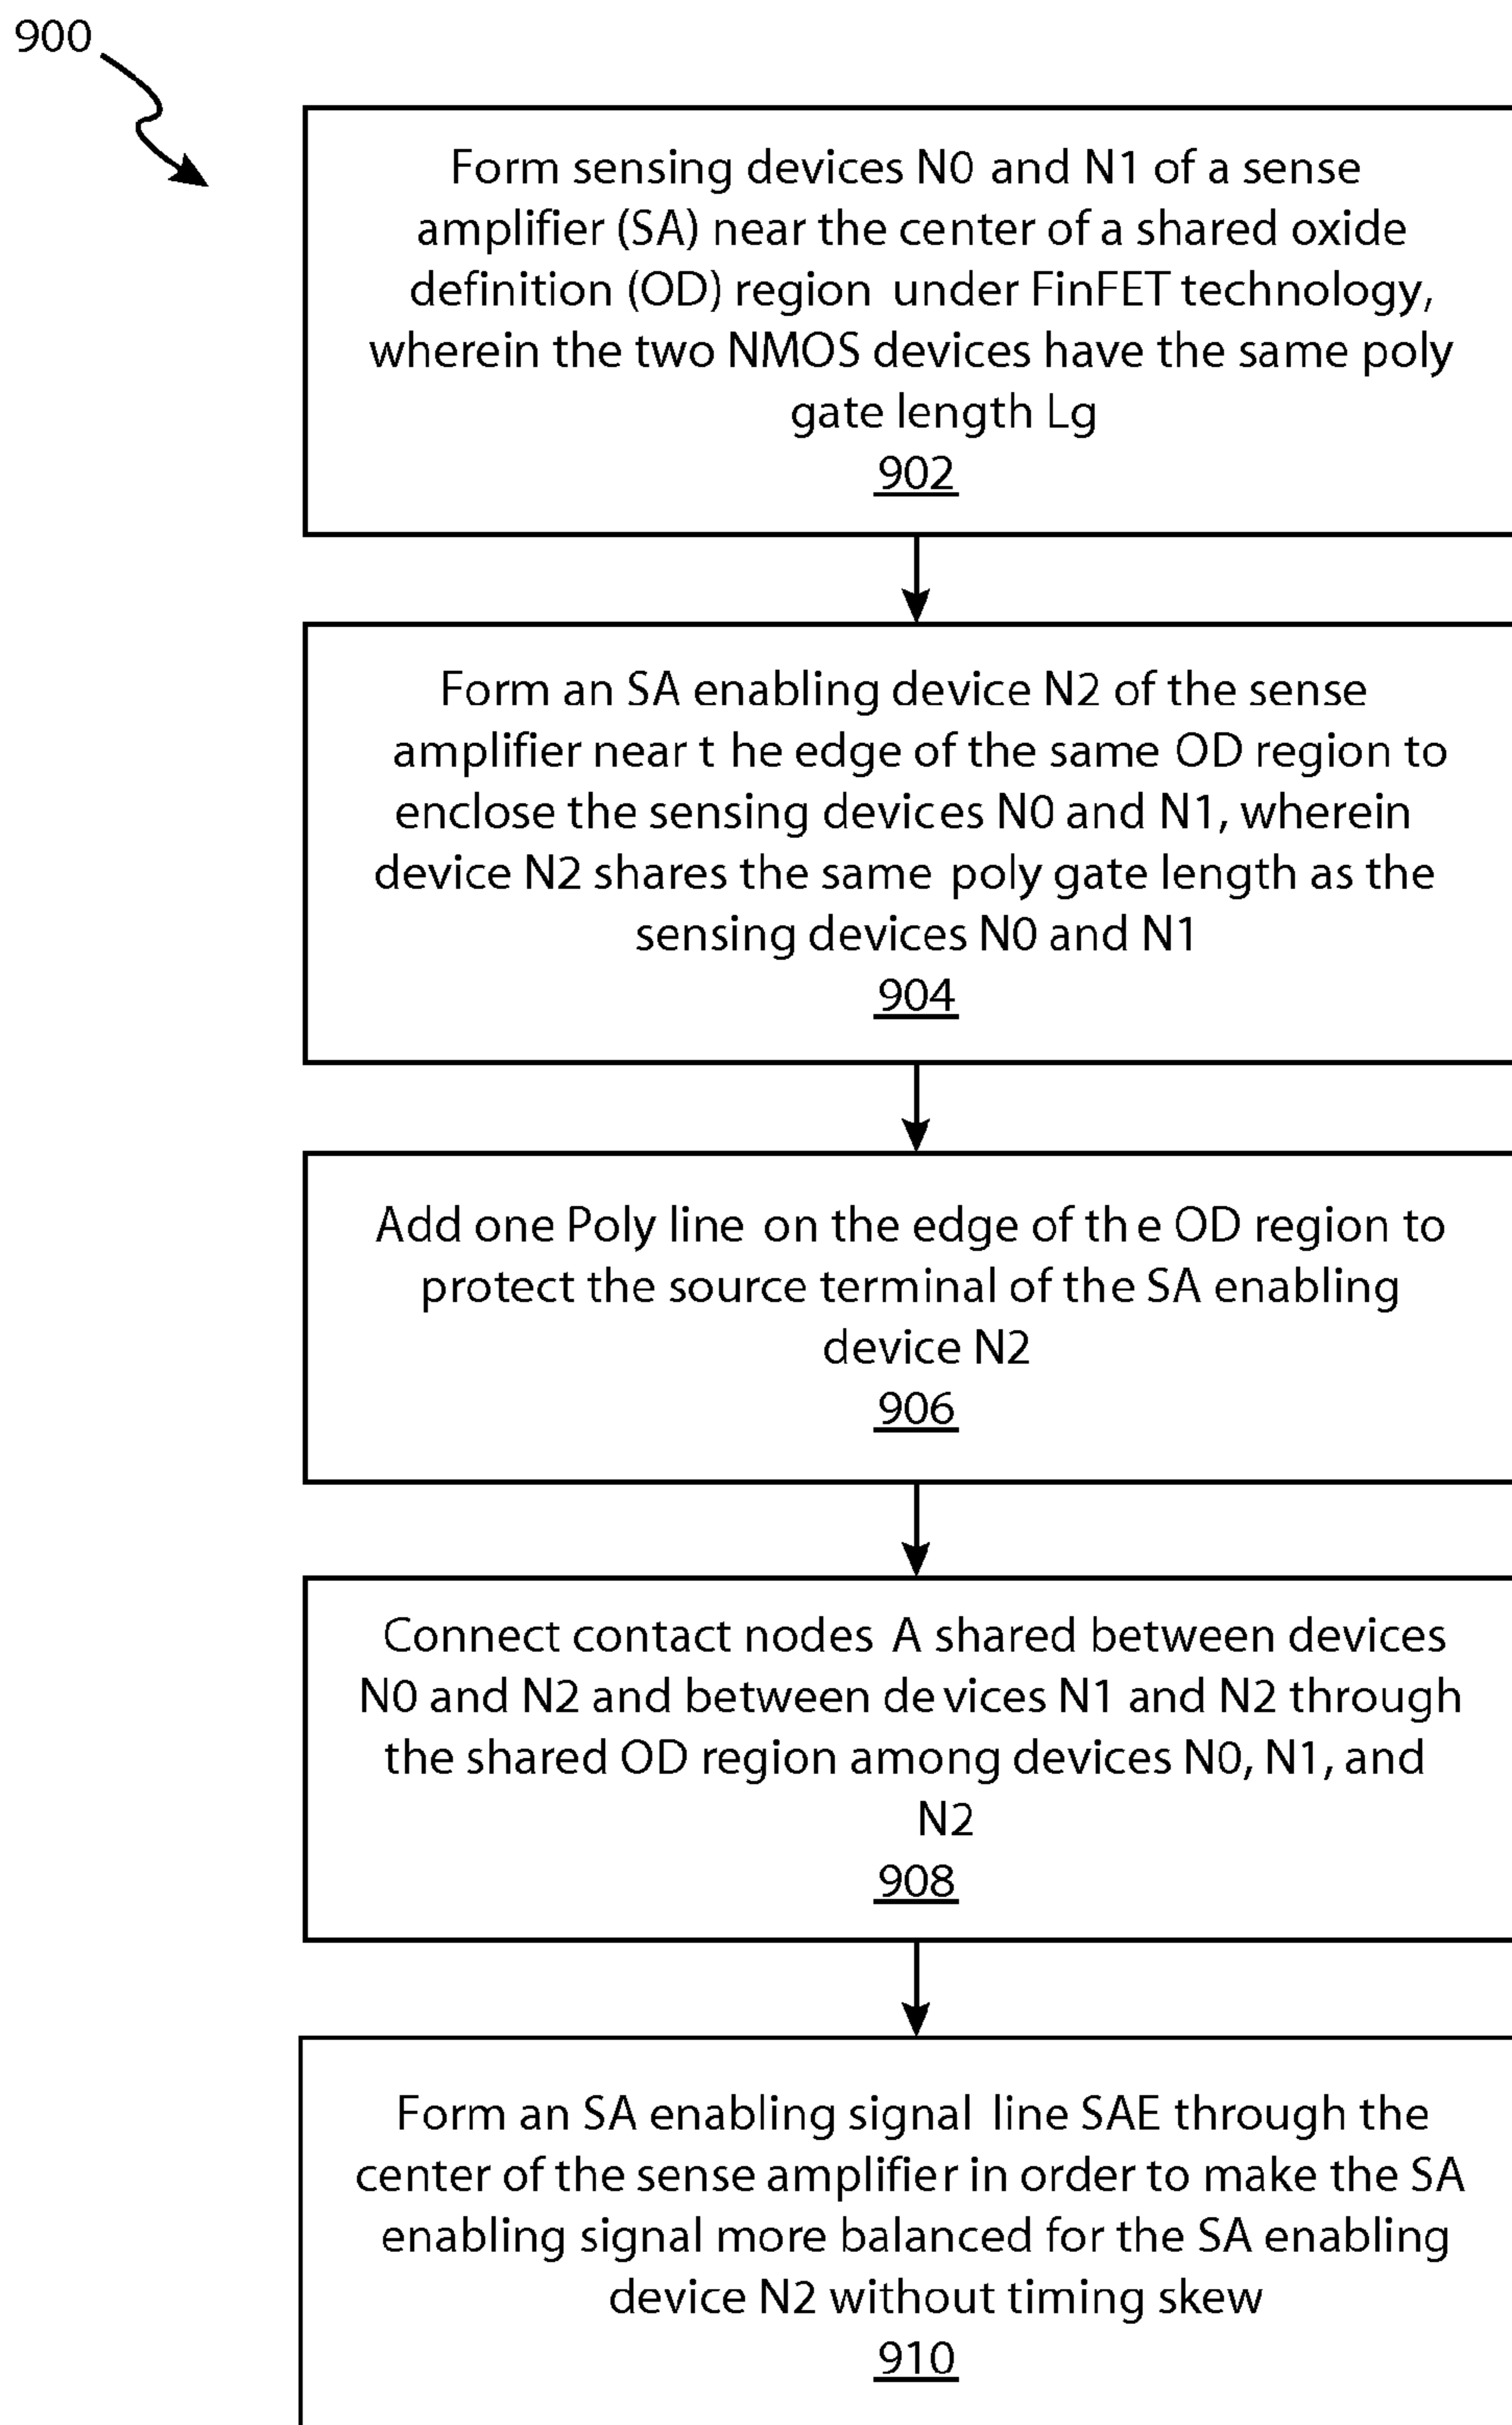 900
Form sensing devices N0 and N1 of a sense
amplifier (SA) near the center of a shared oxide
definition (OD) region under FinFET technology,
wherein the two NMOS devices have the same poly
gate length Lg
902
Form an SA enabling device N2 of the sense
amplifier near t he edge of the same OD region to
enclose the sensing devices N0 and N1, wherein
device N2 shares the same poly gate length as the
sensing devices N0 and N1
904
Add one Poly line on the edge of th e OD region to
protect the source terminal of the SA enabling
device N2
906
Connect contact nodes A shared between devices
N0 and N2 and between de vices N1 and N2 through
the shared OD region among devices N0, N1, and
N2
908
Form an SA enabling signal line SAE through the
center of the sense amplifier in order to make the SA
enabling signal more balanced for the SA enabling
device N2 without timing skew
910